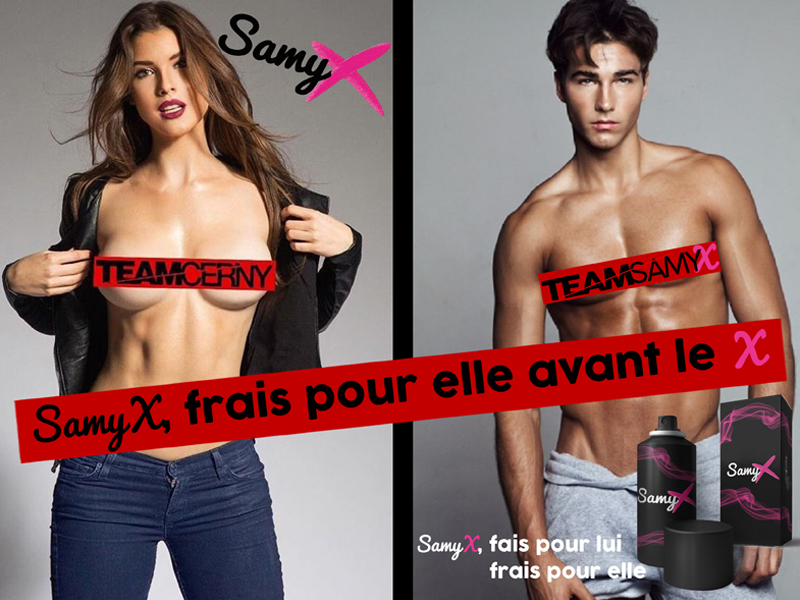 SamyX
TEAMCERNY
TEAMSAMYX
SamyX, frais pour elle avant le X
SamyX
SamyX
SamyX, fais pour lui
frais pour elle